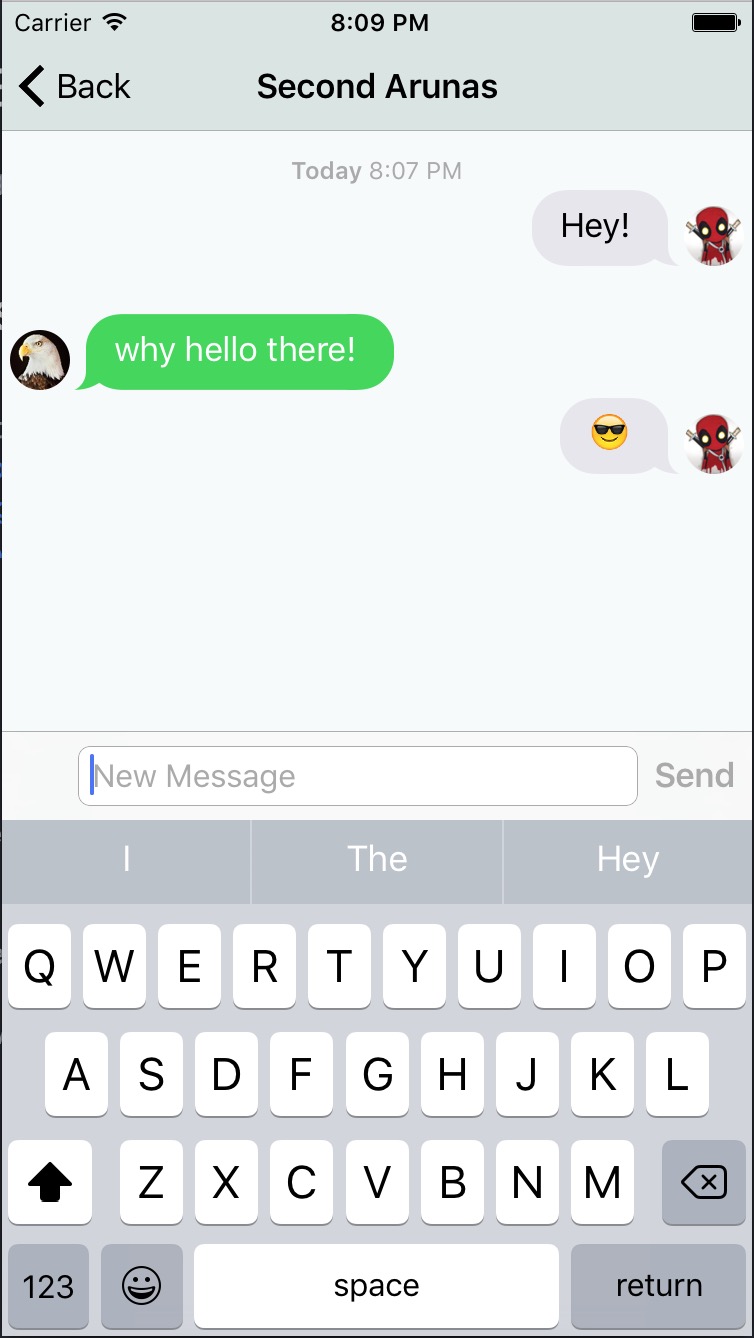 Carrier 8:09 PM
Back Second Arunas
Today 8:07 PM
Hey!
why hello there!
😎
New Message Send
I The Hey
Q W E R T Y U I O P
A S D F G H J K L
Z X C V B N M
123 space return